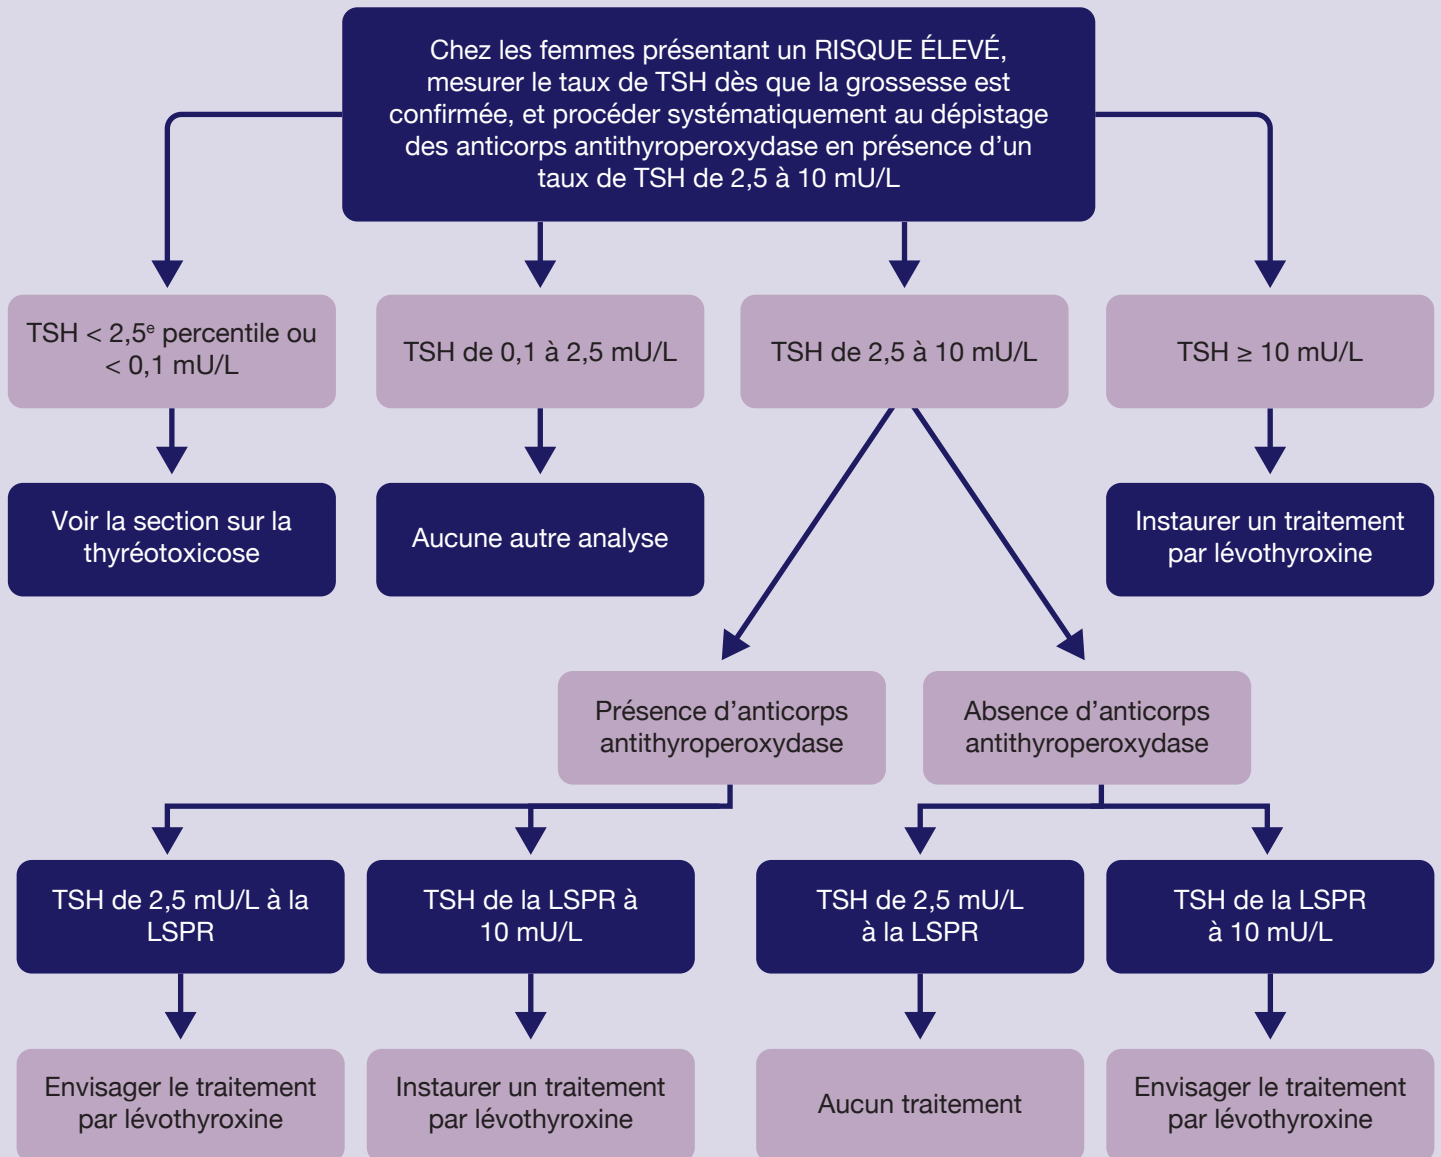 Chez les femmes présentant un RISQUE ÉLEVÉ,
mesurer le taux de TSH dès que la grossesse est
confirmée, et procéder systématiquement au dépistage
des anticorps antithyroperoxydase en présence d’un
taux de TSH de 2,5 à 10 mU/L
TSH < 2,5ᵉ percentile ou
< 0,1 mU/L
TSH de 0,1 à 2,5 mU/L
TSH de 2,5 à 10 mU/L
TSH ≥ 10 mU/L
Voir la section sur la
thyréotoxicose
Aucune autre analyse
Instaurer un traitement
par lévothyroxine
Présence d’anticorps
antithyroperoxydase
Absence d’anticorps
antithyroperoxydase
TSH de 2,5 mU/L à la
LSPR
TSH de la LSPR à
10 mU/L
TSH de 2,5 mU/L
à la LSPR
TSH de la LSPR
à 10 mU/L
Envisager le traitement
par lévothyroxine
Instaurer un traitement
par lévothyroxine
Aucun traitement
Envisager le traitement
par lévothyroxine